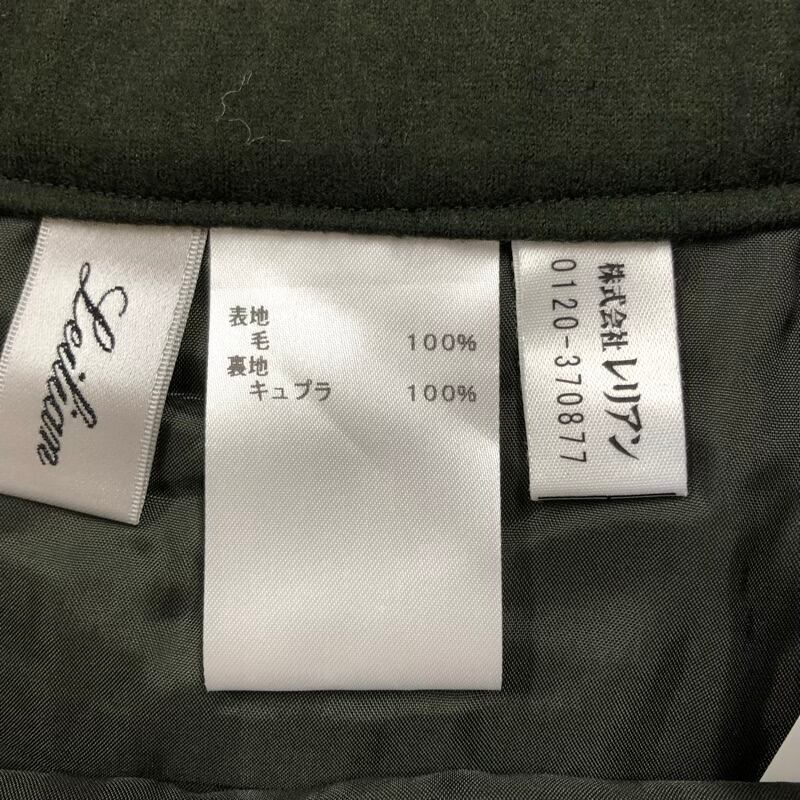 Leilian
表地
毛 100%
裏地
キュプラ 100%
株式会社レリアン
0120-370877